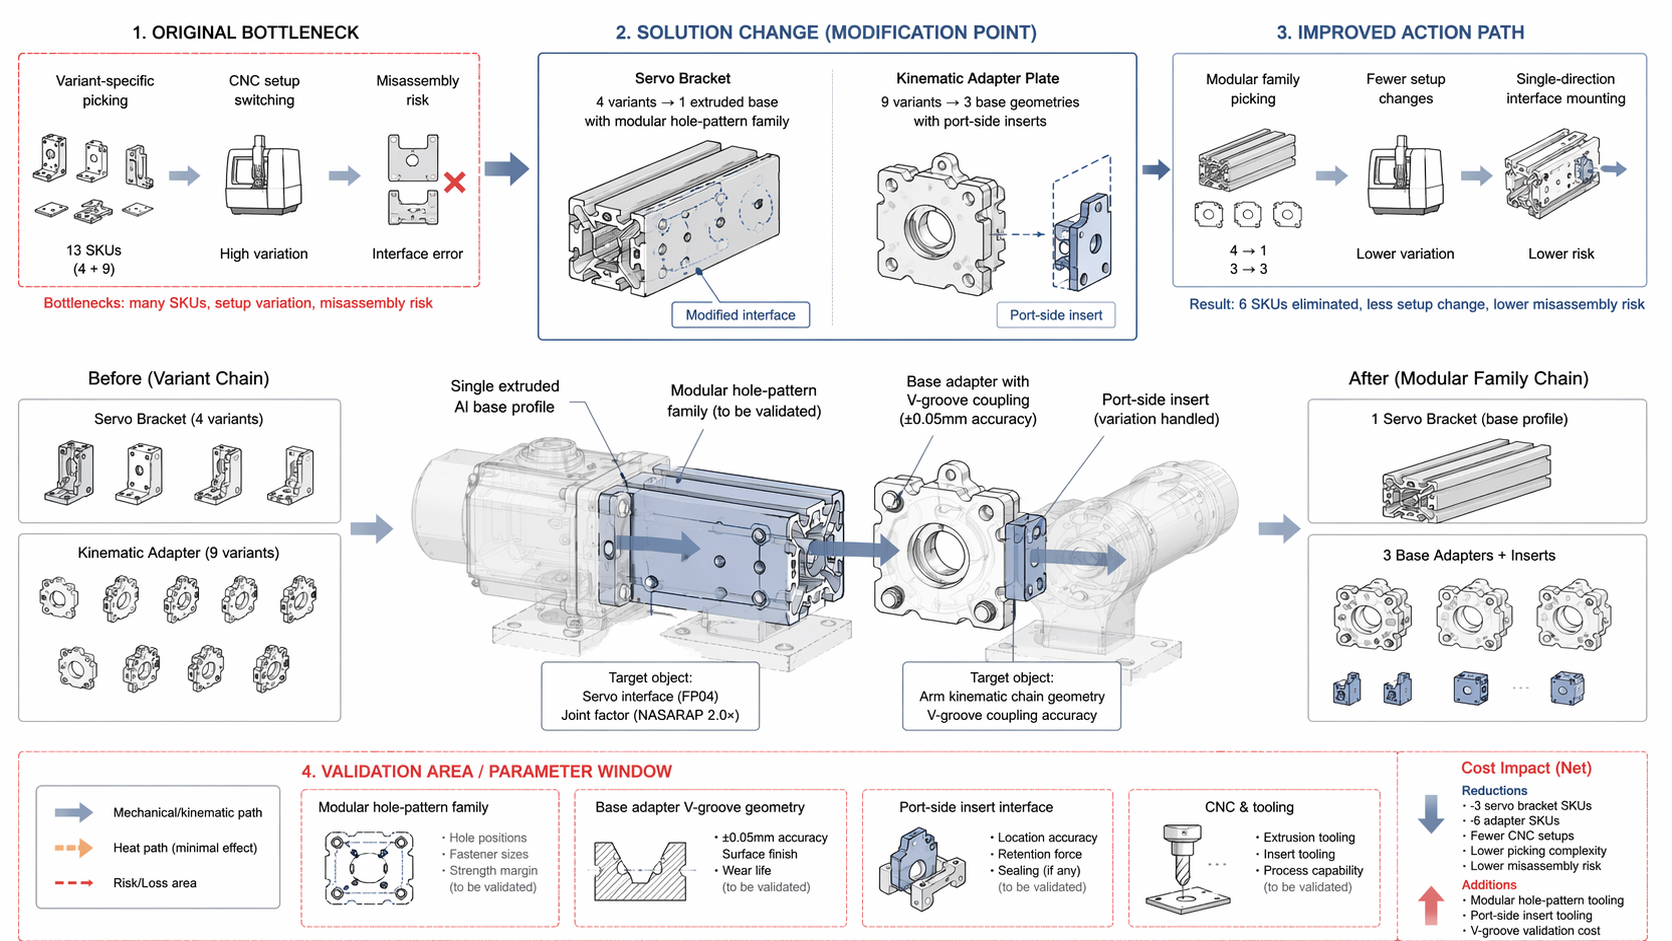 1. ORIGINAL BOTTLENECK
Variant-specific
picking
CNC setup
switching
Misassembly
risk
13 SKUs
(4 + 9)
High variation
Interface error
Bottlenecks: many SKUs, setup variation, misassembly risk
2. SOLUTION CHANGE (MODIFICATION POINT)
Servo Bracket
4 variants → 1 extruded base
with modular hole-pattern family
Modified interface
Kinematic Adapter Plate
9 variants → 3 base geometries
with port-side inserts
Port-side insert
3. IMPROVED ACTION PATH
Modular family
picking
Fewer setup
changes
Single-direction
interface mounting
4 → 1
3 → 3
Lower variation
Lower risk
Result: 6 SKUs eliminated, less setup change, lower misassembly risk
Before (Variant Chain)
Servo Bracket (4 variants)
Kinematic Adapter (9 variants)
Single extruded
Al base profile
Modular hole-pattern
family (to be validated)
Base adapter with
V-groove coupling
(±0.05mm accuracy)
Port-side insert
(variation handled)
Target object:
Servo interface (FP04)
Joint factor (NASARAP 2.0×)
Target object:
Arm kinematic chain geometry
V-groove coupling accuracy
After (Modular Family Chain)
1 Servo Bracket (base profile)
3 Base Adapters + Inserts
...
4. VALIDATION AREA / PARAMETER WINDOW
Mechanical/kinematic path
Heat path (minimal effect)
Risk/Loss area
Modular hole-pattern family
• Hole positions
• Fastener sizes
• Strength margin
(to be validated)
Base adapter V-groove geometry
• ±0.05mm accuracy
Surface finish
• Wear life
(to be validated)
Port-side insert interface
• Location accuracy
• Retention force
• Sealing (if any)
(to be validated)
CNC & tooling
...
• Extrusion tooling
• Insert tooling
• Process capability
(to be validated)
Cost Impact (Net)
Reductions
• -3 servo bracket SKUs
• -6 adapter SKUs
• Fewer CNC setups
• Lower picking complexity
• Lower misassembly risk
Additions
• Modular hole-pattern tooling
• Port-side insert tooling
• V-groove validation cost